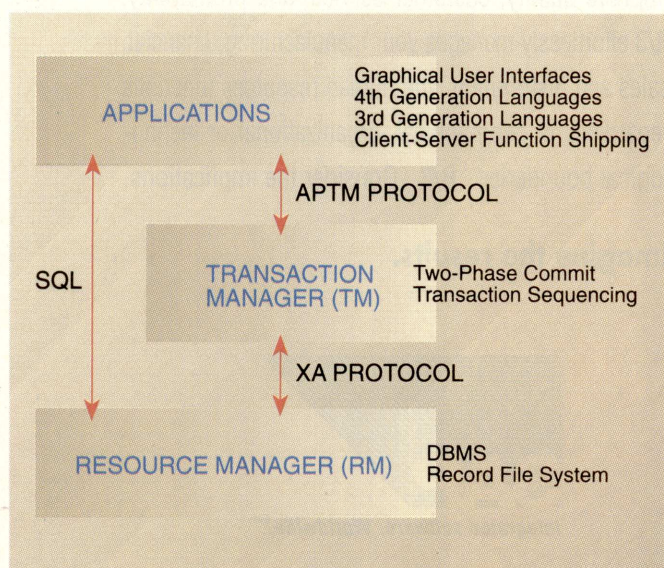 APPLICATIONS
Graphical User Interfaces
4th Generation Languages
3rd Generation Languages
Client-Server Function Shipping
APTM PROTOCOL
SQL
TRANSACTION
MANAGER (TM)
Two-Phase Commit
Transaction Sequencing
XA PROTOCOL
RESOURCE MANAGER (RM)
DBMS
Record File System